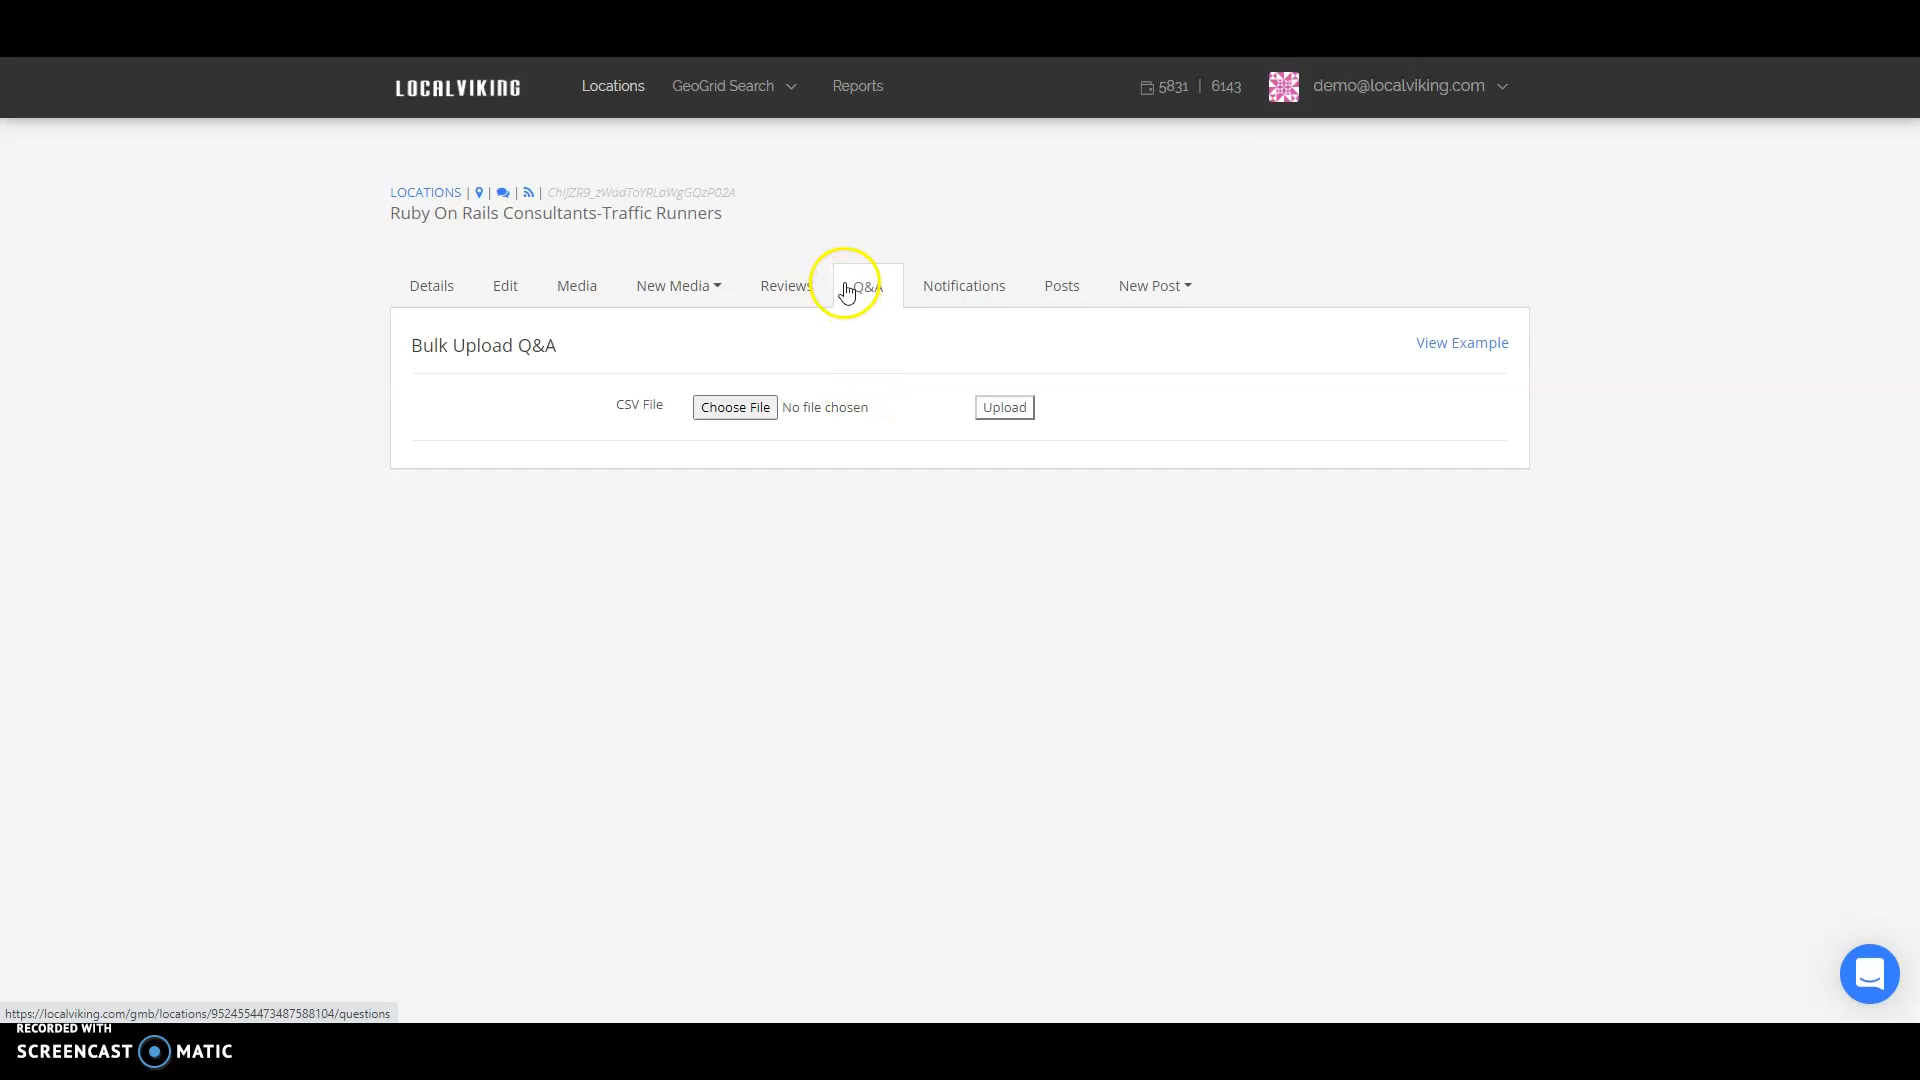 LOCALVIKING Locations GeoGrid Search Reports 5831 | 6143 demo@localviking.com
LOCATIONS | | | | ChIJZR9_zWadToYRLaWgGQzP02A
Ruby On Rails Consultants-Traffic Runners
Details Edit Media New Media Reviews Q&A Notifications Posts New Post
Bulk Upload Q&A View Example
CSV File Choose File No file chosen Upload
https://localviking.com/gmb/locations/9524554473487588104/questions
RECORDED WITH
SCREENCAST MATIC